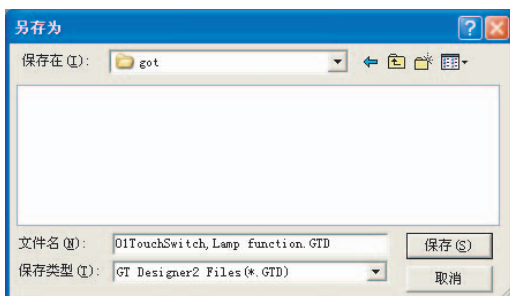 另存为
保存在(I): got
文件名(N): 01TouchSwitch,Lamp function.GTD 保存(S)
保存类型(T): GT Designer2 Files(*.GTD) 取消